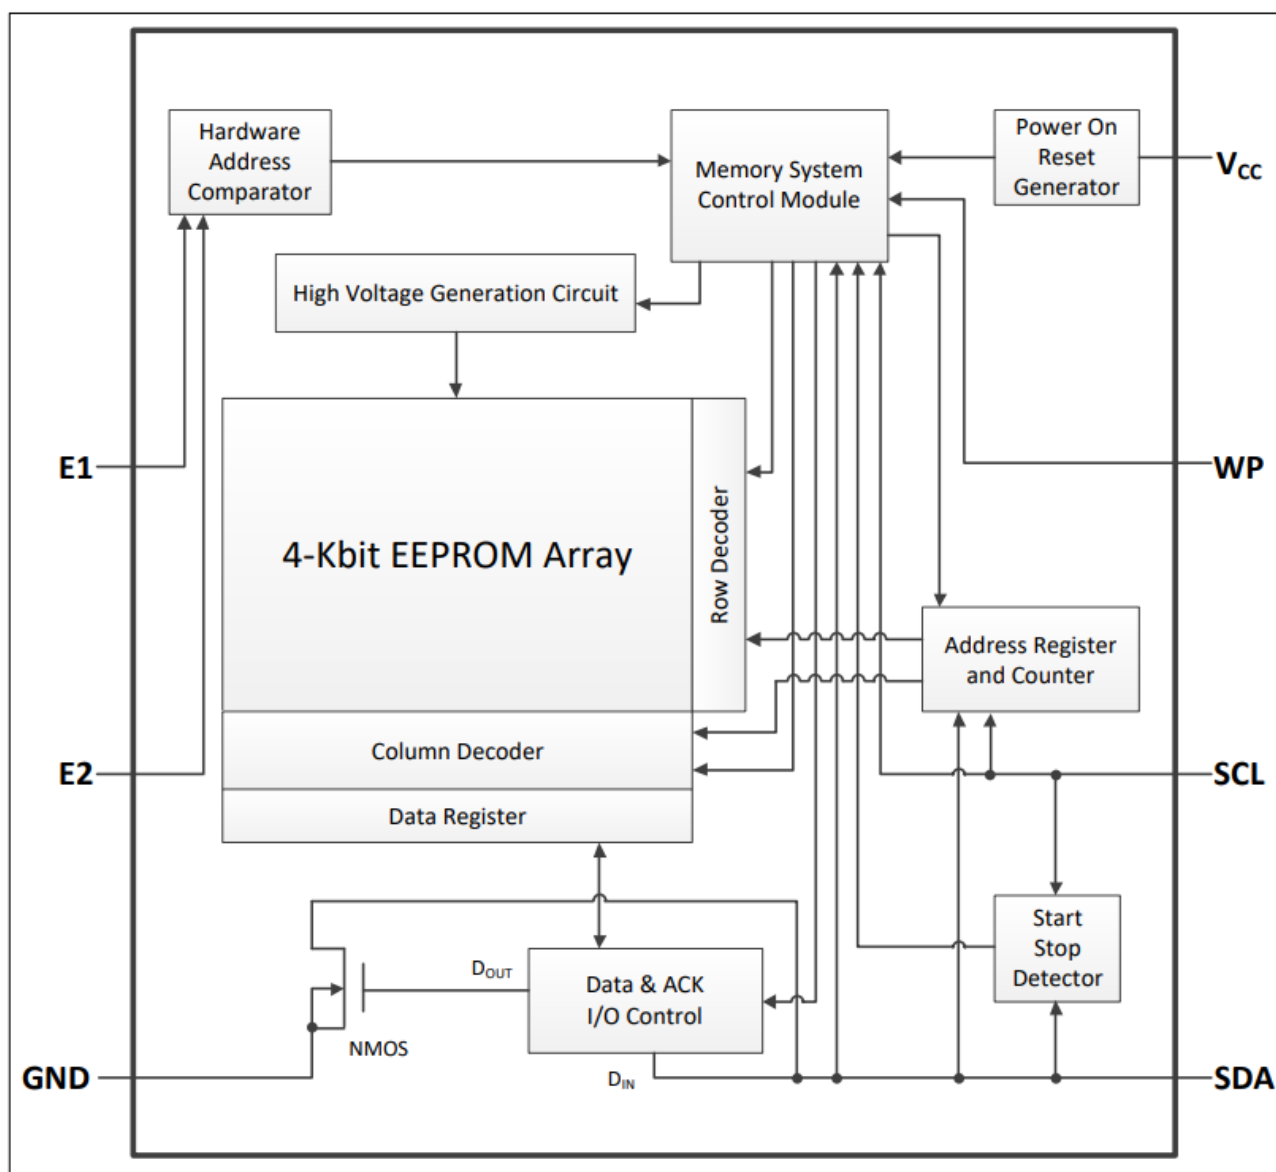 Hardware
Address
Comparator
Memory System
Control Module
Power On
Reset
Generator
VCC
High Voltage Generation Circuit
E1
WP
4-Kbit EEPROM Array
Row Decoder
Address Register
and Counter
Column Decoder
E2
SCL
Data Register
Start
Stop
Detector
DOUT
Data & ACK
I/O Control
NMOS
GND
DIN
SDA